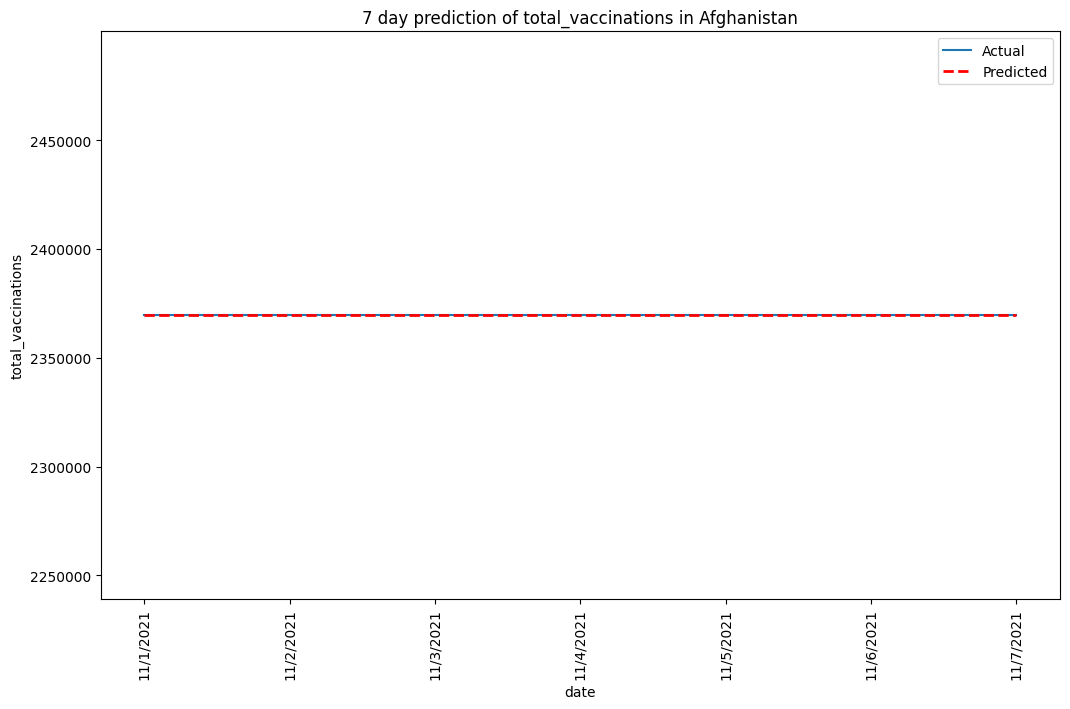 7 day prediction of total_vaccinations in Afghanistan
Actual
Predicted
2450000
2400000
2350000
2300000
2250000
total_vaccinations
11/1/2021
11/2/2021
11/3/2021
11/4/2021
11/5/2021
11/6/2021
11/7/2021
date